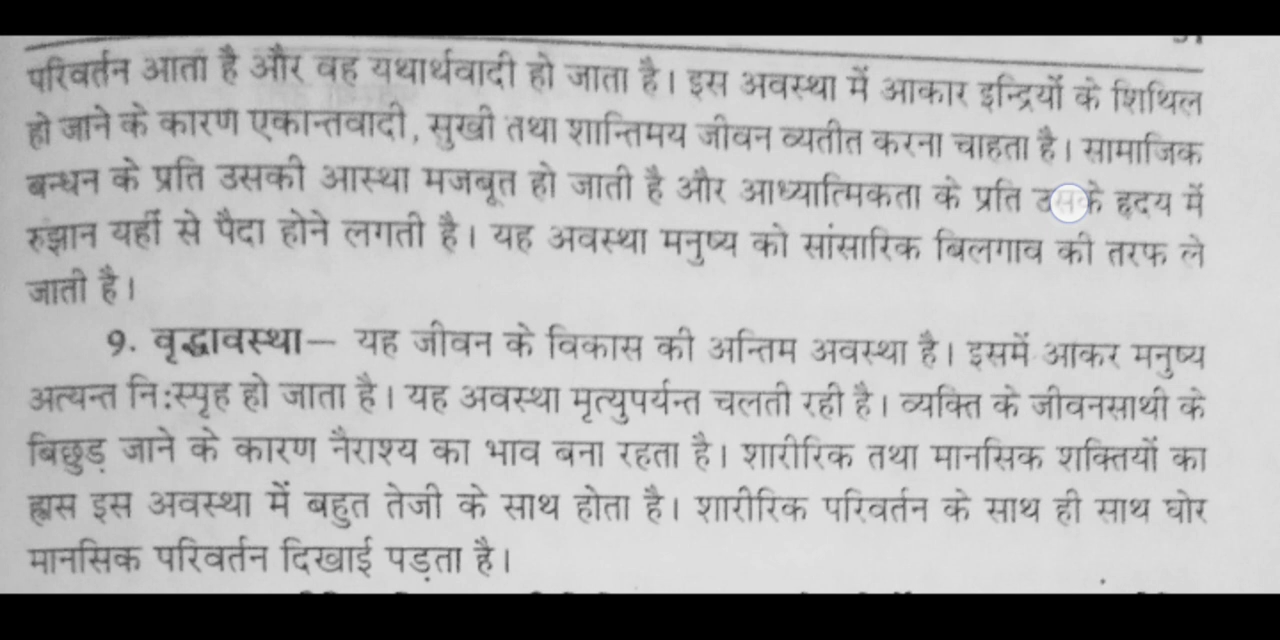 परिवर्तन आता है और वह यथार्थवादी हो जाता है। इस अवस्था में आकार इन्द्रियों के शिथिल
हो जाने के कारण एकान्तवादी, सुखी तथा शान्तिमय जीवन व्यतीत करना चाहता है। सामाजिक
बन्धन के प्रति उसकी आस्था मजबूत हो जाती है और आध्यात्मिकता के प्रति उसके हृदय में
रुझान यहीं से पैदा होने लगती है। यह अवस्था मनुष्य को सांसारिक बिलगाव की तरफ ले
जाती है।
9. वृद्धावस्था— यह जीवन के विकास की अन्तिम अवस्था है। इसमें आकर मनुष्य
अत्यन्त नि:स्पृह हो जाता है। यह अवस्था मृत्युपर्यन्त चलती रही है। व्यक्ति के जीवनसाथी के
बिछुड़ जाने के कारण नैराश्य का भाव बना रहता है। शारीरिक तथा मानसिक शक्तियों का
ह्रास इस अवस्था में बहुत तेजी के साथ होता है। शारीरिक परिवर्तन के साथ ही साथ घोर
मानसिक परिवर्तन दिखाई पड़ता है।